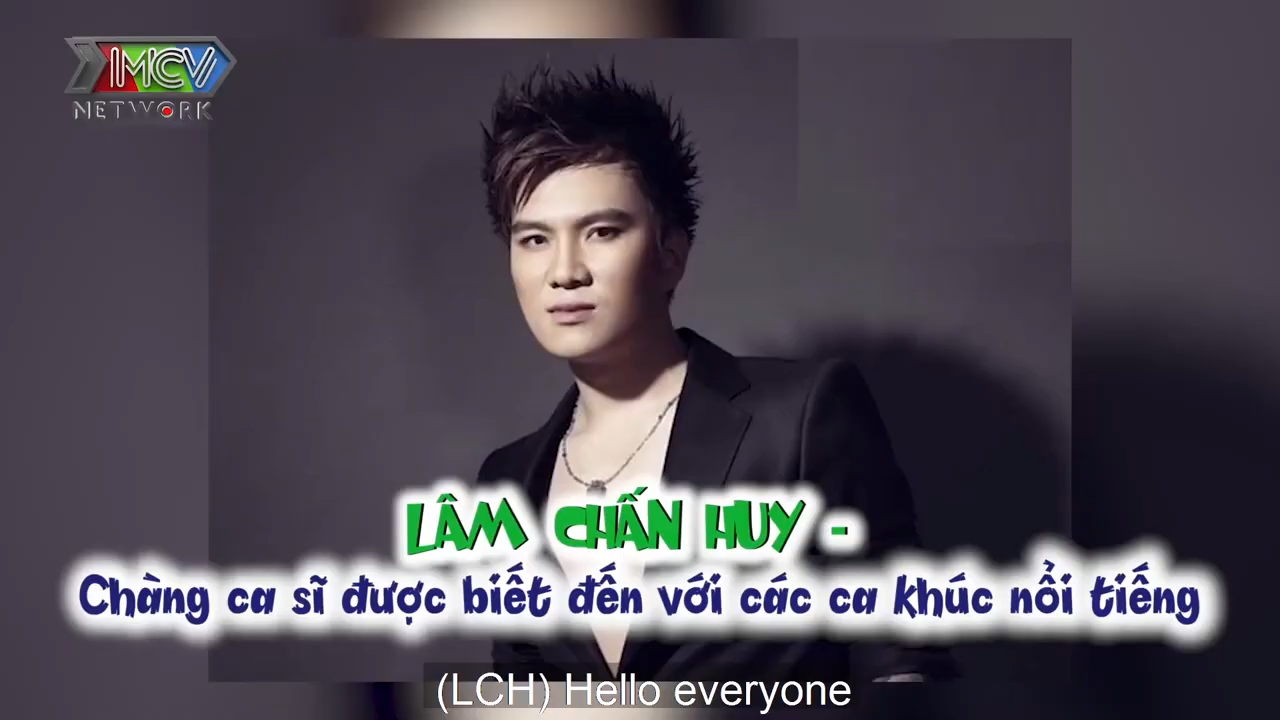 MCV
NETWORK
LÂM CHẤN HUY -
Chàng ca sĩ được biết đến với các ca khúc nổi tiếng
(LCH) Hello everyone